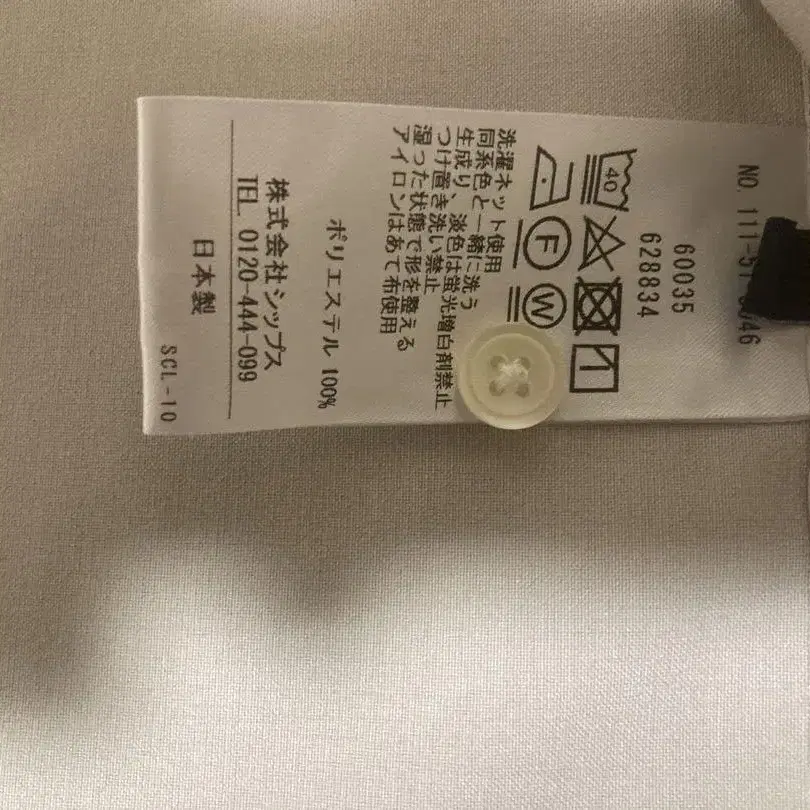 60035
628834
40
F W
洗濯ネット使用
同系色と一緒に洗う
生成り、淡色は蛍光増白剤禁止
つけ置き洗い禁止
湿った状態で形を整える
アイロンはあて布使用
ポリエステル 100%
株式会社シップス
TEL. 0120-444-099
日本製
SCL-10